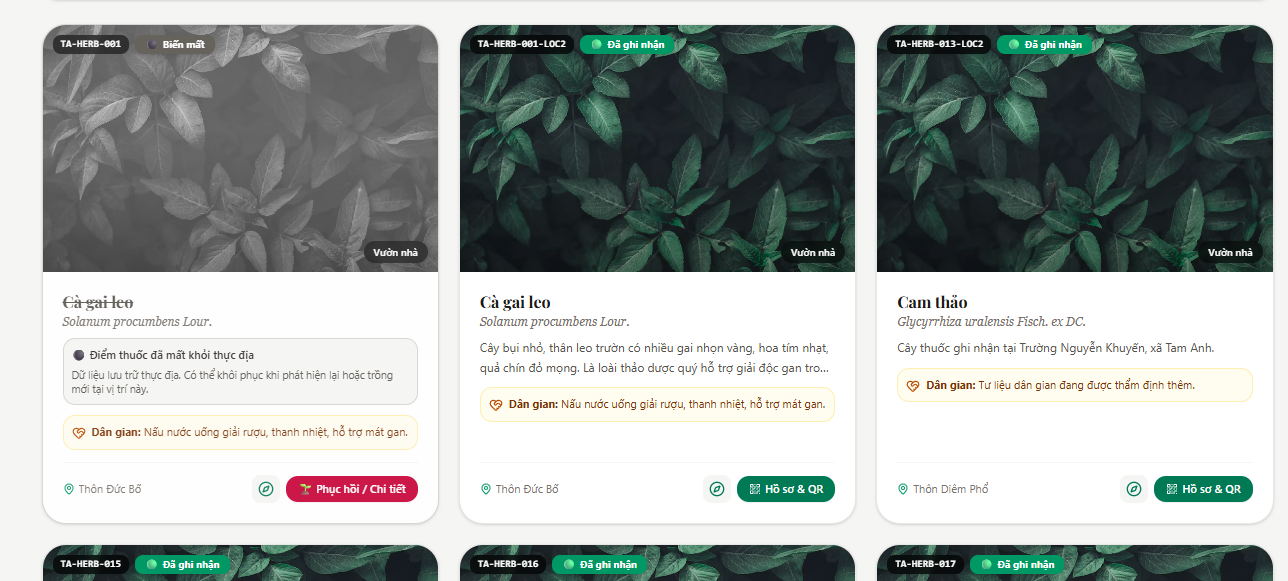 TA-HERB-001
Biến mất
Vườn nhà
Cà gai leo
Solanum procumbens Lour.
Điểm thuốc đã mất khỏi thực địa
Dữ liệu lưu trữ thực địa. Có thể khôi phục khi phát hiện lại hoặc trồng
mới tại vị trí này.
Dân gian: Nấu nước uống giải rượu, thanh nhiệt, hỗ trợ mát gan.
Thôn Đức Bố
Phục hồi / Chi tiết
TA-HERB-001-LOC2
Đã ghi nhận
Vườn nhà
Cà gai leo
Solanum procumbens Lour.
Cây bụi nhỏ, thân leo trườn có nhiều gai nhọn vàng, hoa tím nhạt,
quả chín đỏ mọng. Là loài thảo dược quý hỗ trợ giải độc gan tro...
Dân gian: Nấu nước uống giải rượu, thanh nhiệt, hỗ trợ mát gan.
Thôn Đức Bố
Hồ sơ & QR
TA-HERB-013-LOC2
Đã ghi nhận
Vườn nhà
Cam thảo
Glycyrrhiza uralensis Fisch. ex DC.
Cây thuốc ghi nhận tại Trường Nguyễn Khuyến, xã Tam Anh.
Dân gian: Tư liệu dân gian đang được thẩm định thêm.
Thôn Diêm Phổ
Hồ sơ & QR
TA-HERB-015
Đã ghi nhận
TA-HERB-016
Đã ghi nhận
TA-HERB-017
Đã ghi nhận